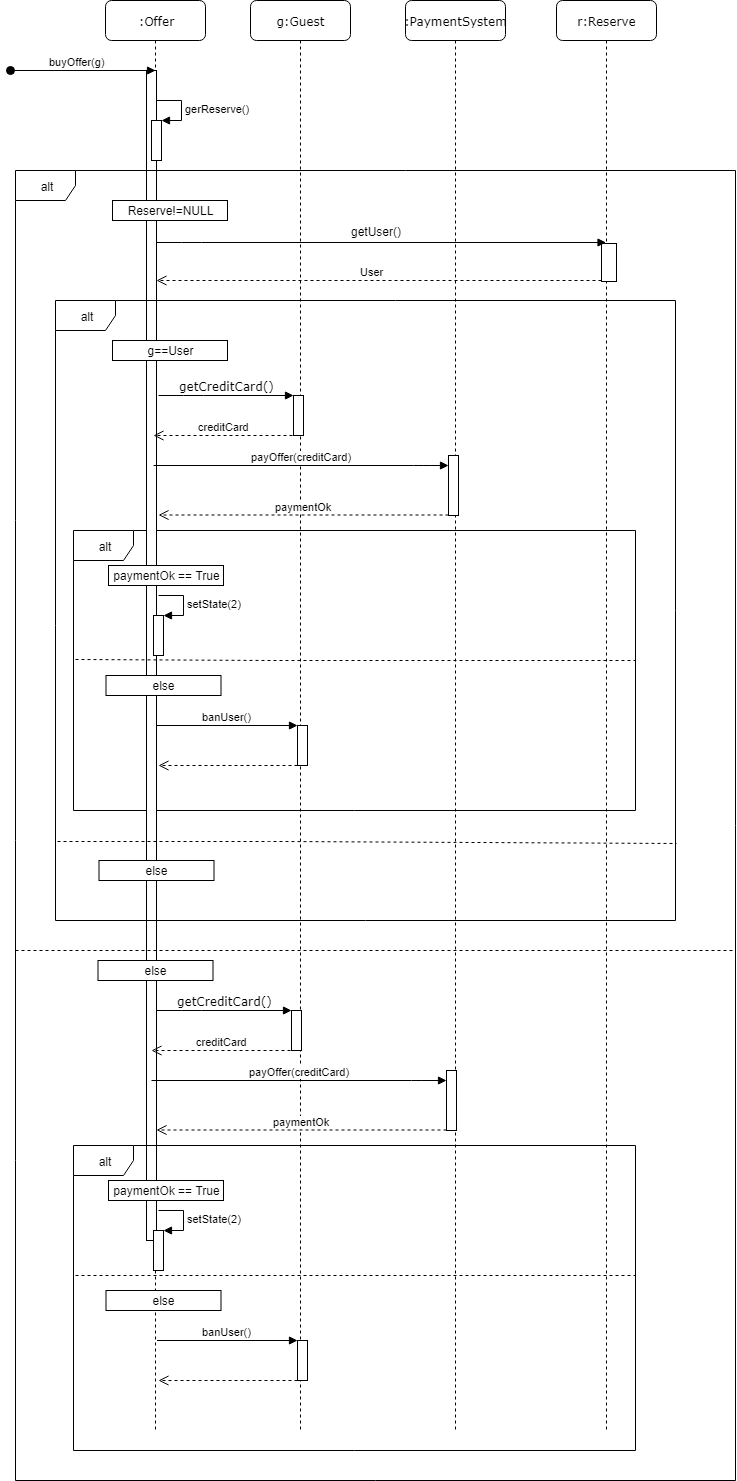 :Offer
g:Guest
:PaymentSystem
r:Reserve
buyOffer(g)
gerReserve()
alt
Reserve!=NULL
getUser()
User
alt
g==User
getCreditCard()
creditCard
payOffer(creditCard)
paymentOk
alt
paymentOk == True
setState(2)
else
banUser()
else
else
getCreditCard()
creditCard
payOffer(creditCard)
paymentOk
alt
paymentOk == True
setState(2)
else
banUser()